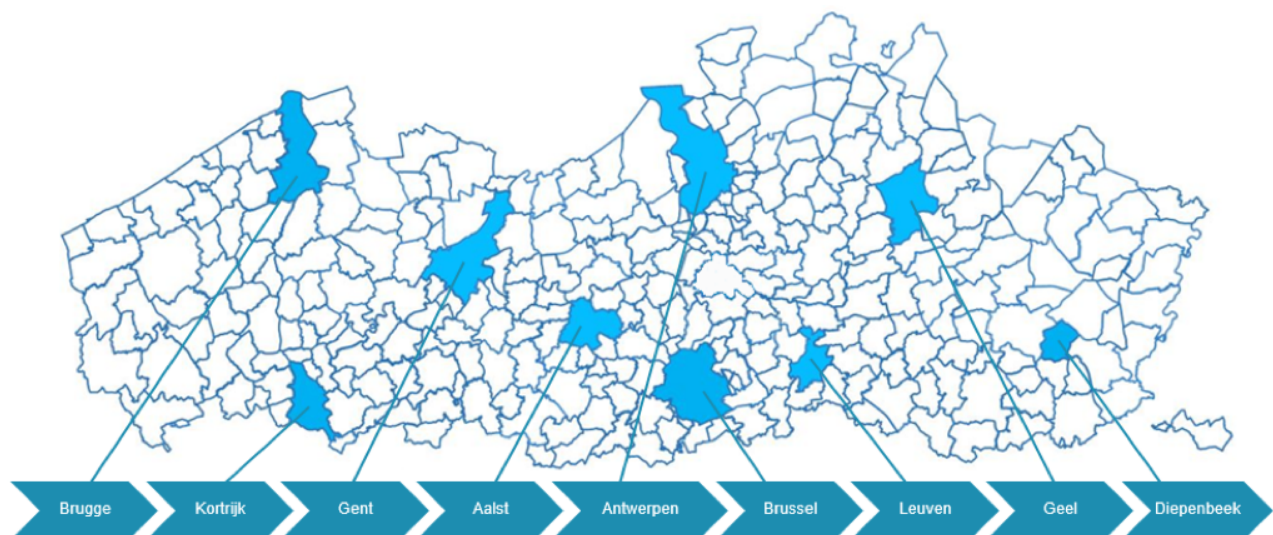 Brugge
Kortrijk
Gent
Aalst
Antwerpen
Brussel
Leuven
Geel
Diepenbeek